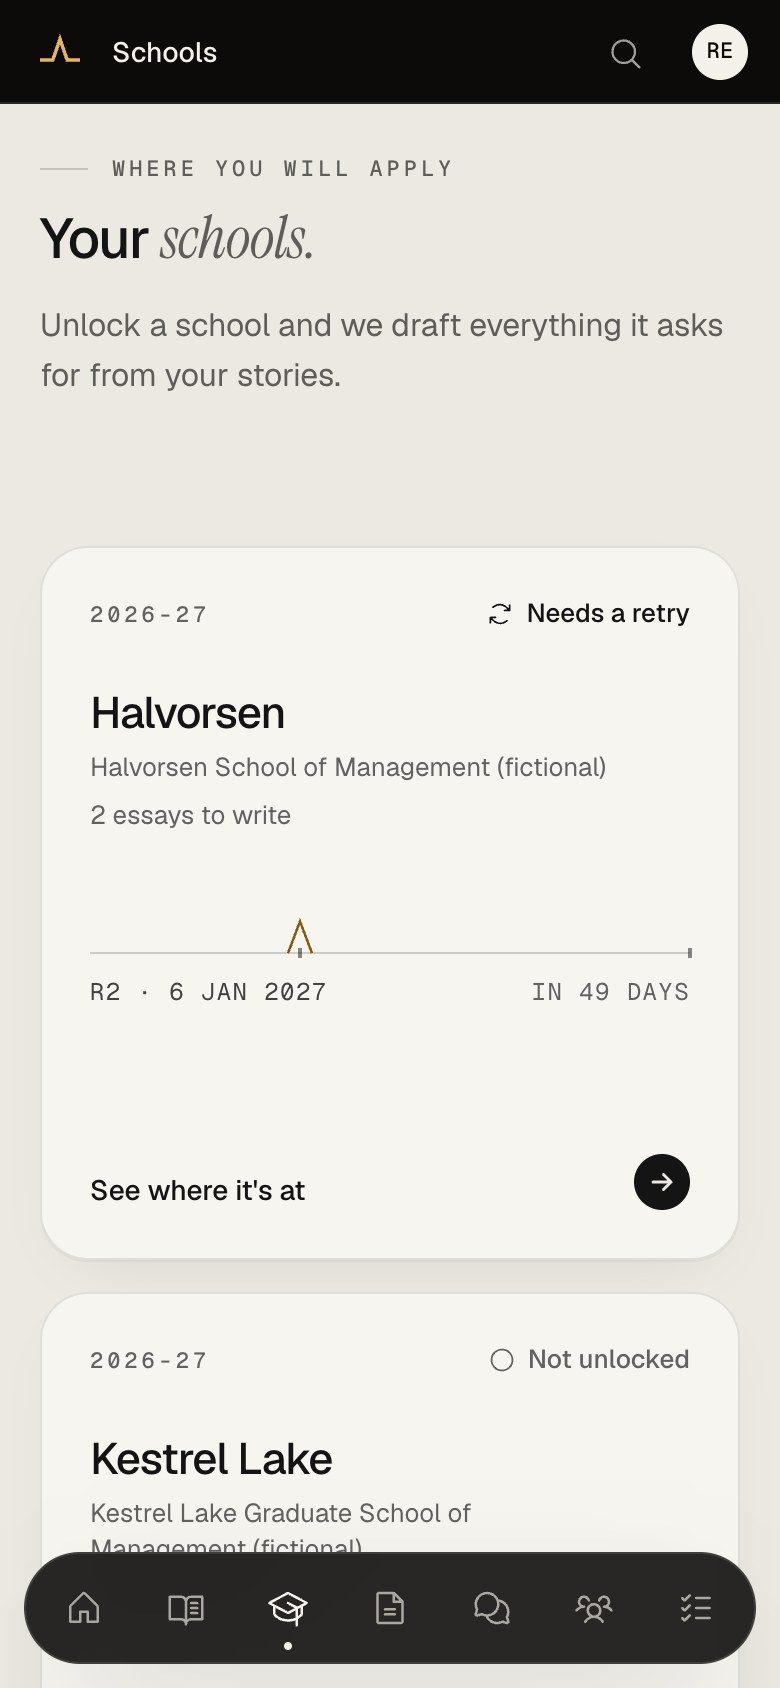 Schools
RE
WHERE YOU WILL APPLY
Your schools.
Unlock a school and we draft everything it asks
for from your stories.
2026-27
Needs a retry
Halvorsen
Halvorsen School of Management (fictional)
2 essays to write
R2 · 6 JAN 2027
IN 49 DAYS
See where it's at
2026-27
Not unlocked
Kestrel Lake
Kestrel Lake Graduate School of
Management (fictional)